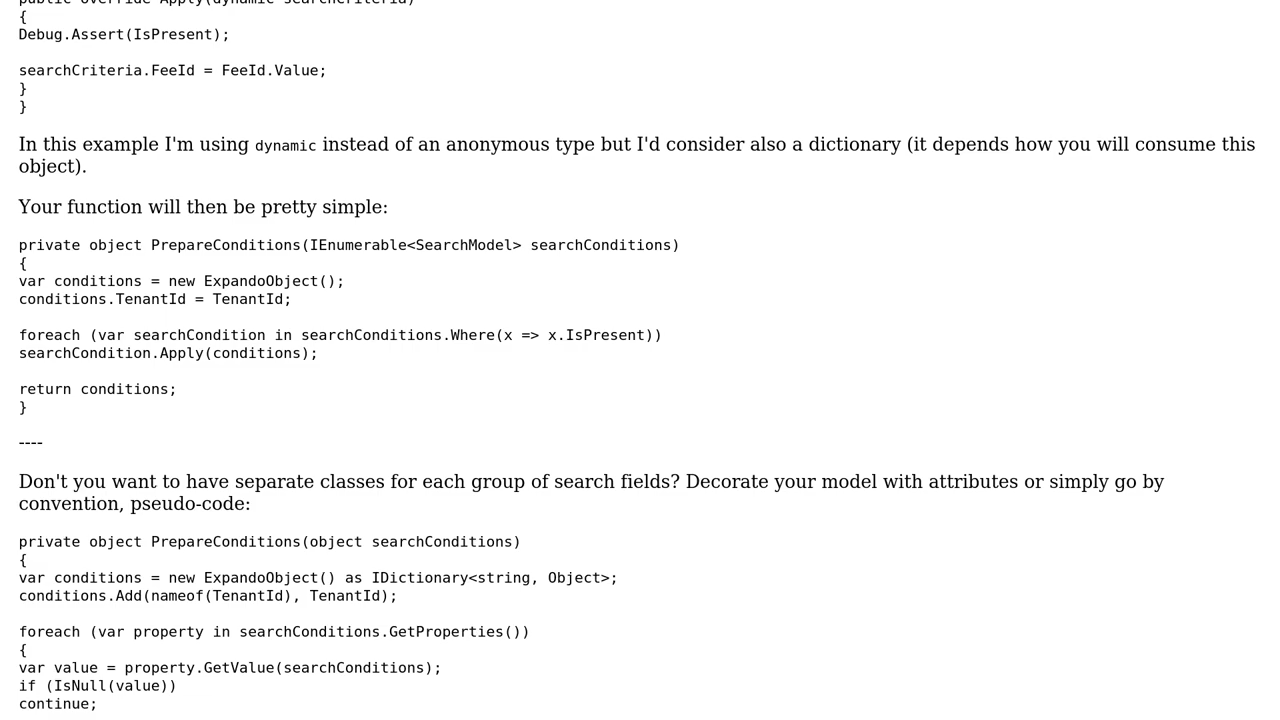 public override Apply(dynamic searchCriteria)
{
Debug.Assert(IsPresent);
searchCriteria.FeeId = FeeId.Value;
}
}
In this example I'm using dynamic instead of an anonymous type but I'd consider also a dictionary (it depends how you will consume this
object).
Your function will then be pretty simple:
private object PrepareConditions(IEnumerable<SearchModel> searchConditions)
{
var conditions = new ExpandoObject();
conditions.TenantId = TenantId;
foreach (var searchCondition in searchConditions.Where(x => x.IsPresent))
searchCondition.Apply(conditions);
return conditions;
}
----
Don't you want to have separate classes for each group of search fields? Decorate your model with attributes or simply go by
convention, pseudo-code:
private object PrepareConditions(object searchConditions)
{
var conditions = new ExpandoObject() as IDictionary<string, Object>;
conditions.Add(nameof(TenantId), TenantId);
foreach (var property in searchConditions.GetProperties())
{
var value = property.GetValue(searchConditions);
if (IsNull(value))
continue;